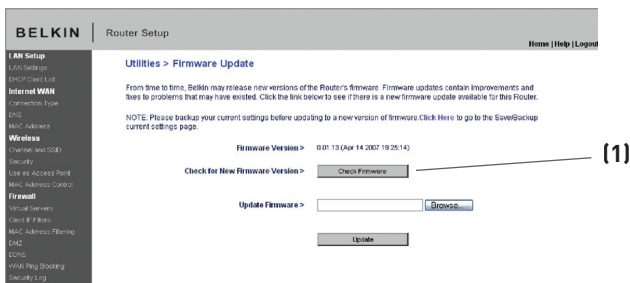 BELKIN
Router Setup
Home | Help | Logout
LAN Setup
LAN Settings
DHCP Client List
Internet WAN
Connection Type
DNS
MAC Address
Wireless
Channel and SSID
Security
Use as Access Point
MAC Address Control
Firewall
Virtual Servers
Client IP Filters
MAC Address Filtering
DMZ
DDNS
WAN Ping Blocking
Security Log
Utilities > Firmware Update
From time to time, Belkin may release new versions of the Router's firmware. Firmware updates contain improvements and
fixes to problems that may have existed. Click the link below to see if there is a new firmware update available for this Router.
NOTE: Please backup your current settings before updating to a new version of firmware.Click Here to go to the Save/Backup
current settings page.
Firmware Version > 0.01.13 (Apr 14 2007 19:25:14)
Check for New Firmware Version > Check Firmware
(1)
Update Firmware > Browse...
Update